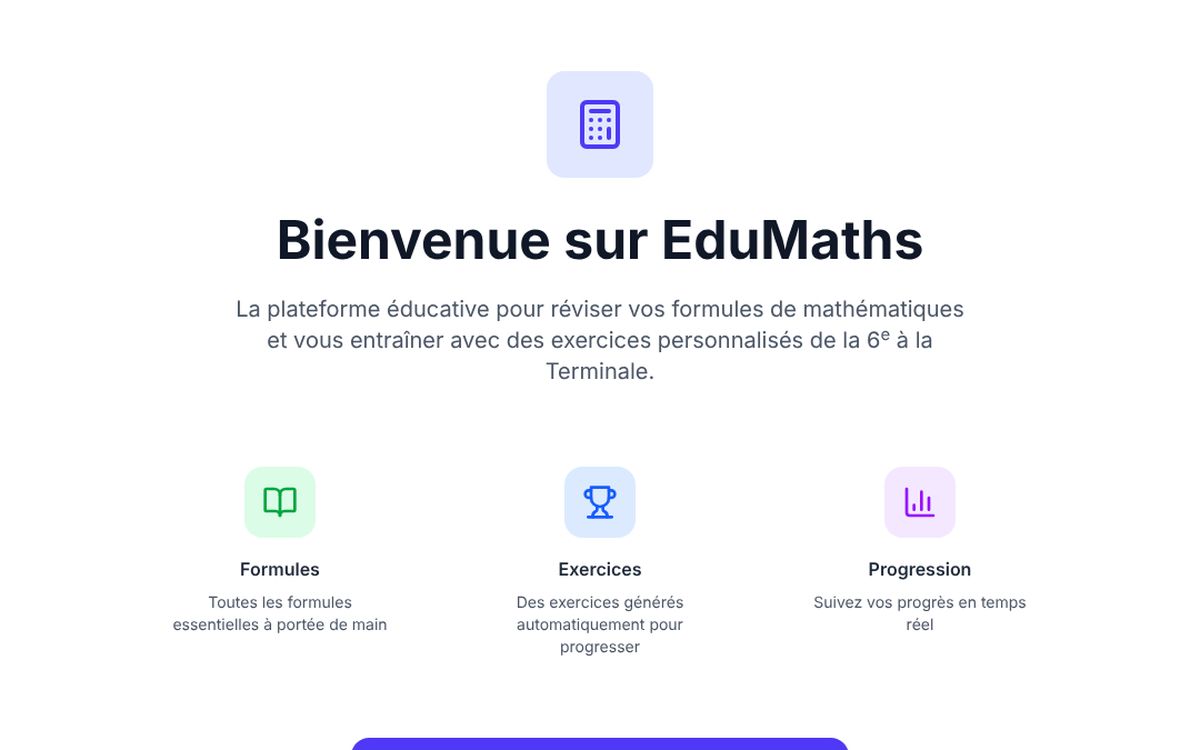 Bienvenue sur EduMaths
La plateforme éducative pour réviser vos formules de mathématiques
et vous entraîner avec des exercices personnalisés de la 6ᵉ à la
Terminale.
Formules
Toutes les formules
essentielles à portée de main
Exercices
Des exercices générés
automatiquement pour
progresser
Progression
Suivez vos progrès en temps
réel